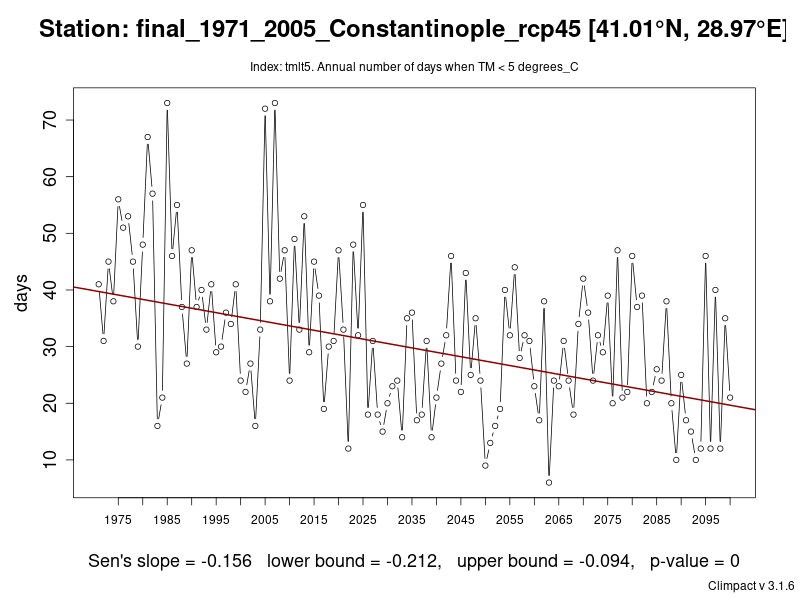 Station: final_1971_2005_Constantinople_rcp45 [41.01°N, 28.97°E]
Index: tmlt5. Annual number of days when TM < 5 degrees_C
days
70
60
50
40
30
20
10
1975 1985 1995 2005 2015 2025 2035 2045 2055 2065 2075 2085 2095
Sen's slope = -0.156 lower bound = -0.212, upper bound = -0.094, p-value = 0
Climpact v 3.1.6